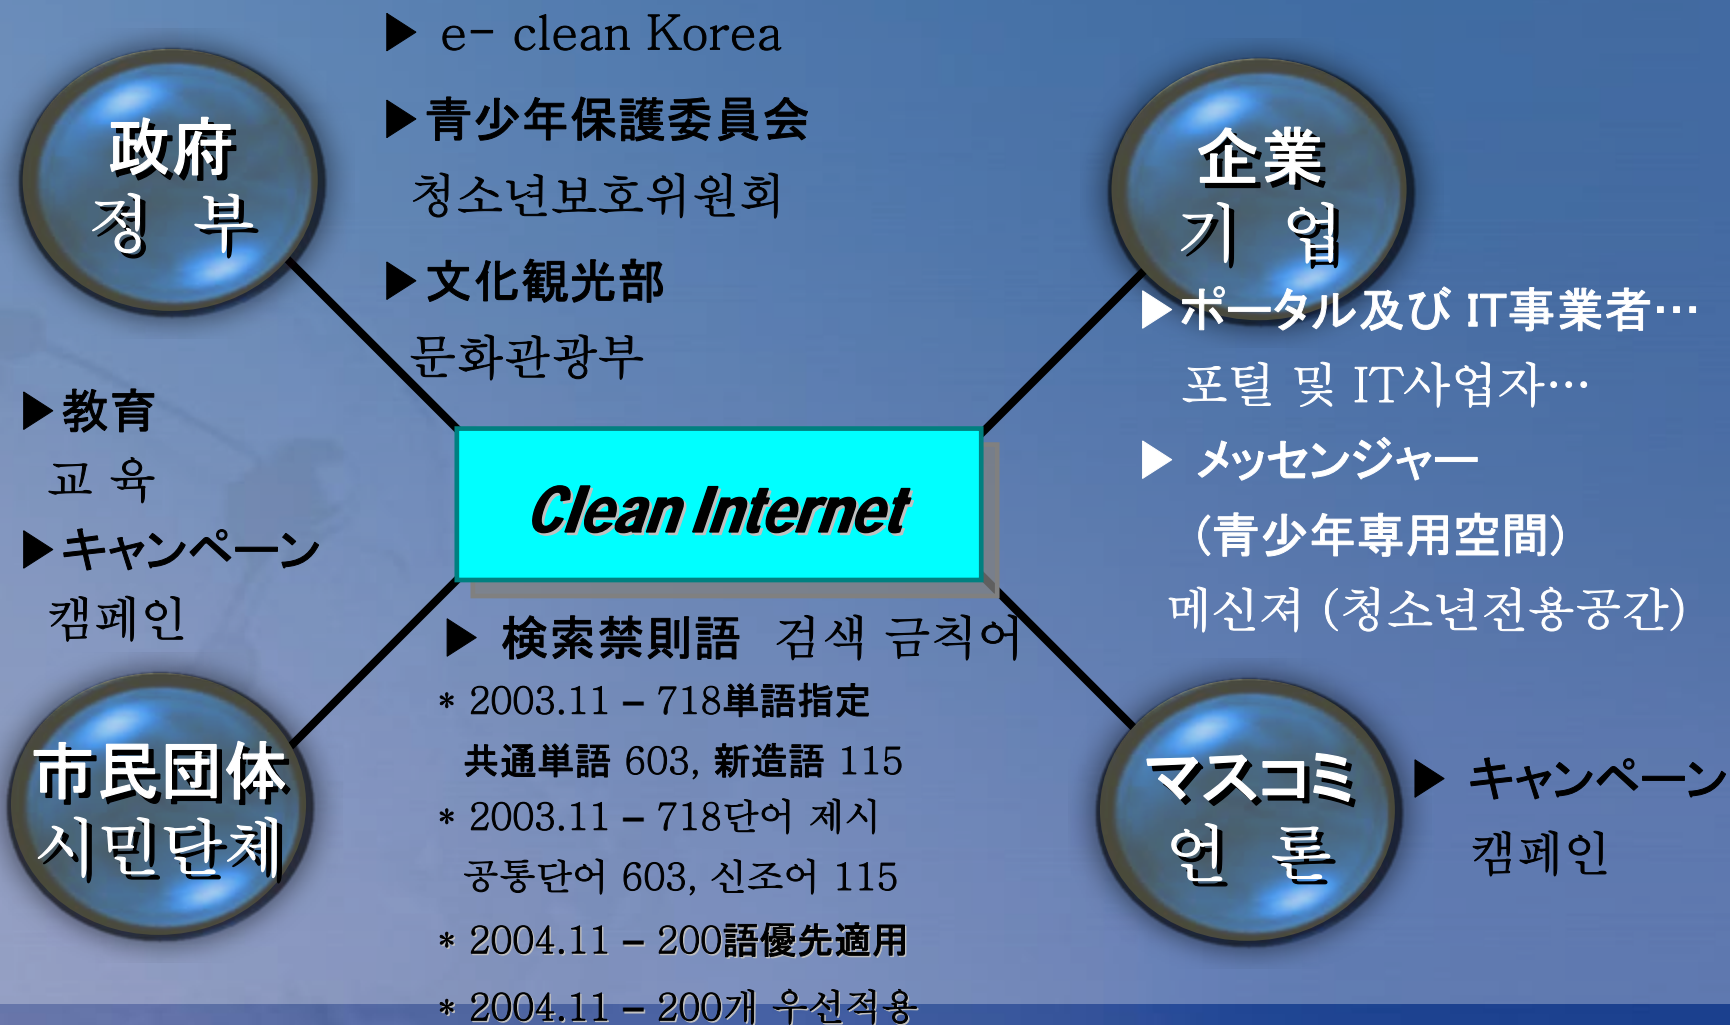 政府
정 부
▶ e- clean Korea
▶青少年保護委員会
청소년보호위원회
▶文化観光部
문화관광부
企業
기 업
▶ポータル及び IT事業者…
포털 및 IT사업자…
▶ メッセンジャー
(青少年専用空間)
메신져 (청소년전용공간)
▶教育
교 육
▶キャンペーン
캠페인
Clean Internet
市民団体
시민단체
▶ 検索禁則語 검색 금칙어
* 2003.11 – 718単語指定
共通単語 603, 新造語 115
* 2003.11 – 718단어 제시
공통단어 603, 신조어 115
* 2004.11 – 200語優先適用
* 2004.11 – 200개 우선적용
マスコミ
언 론
▶ キャンペーン
캠페인